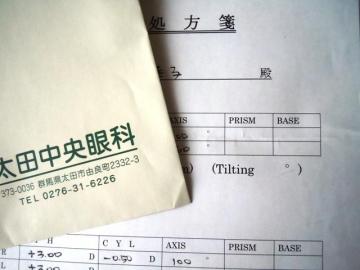 処方箋
殿
AXIS PRISM BASE
00 °
00 °
m) (Tilting °)
太田中央眼科
373-0036 群馬県太田市由良町2332-3
TEL 0276-31-6226
P H C Y L AXIS PRISM BASE
R +3.00 D -0.50 D 100 °